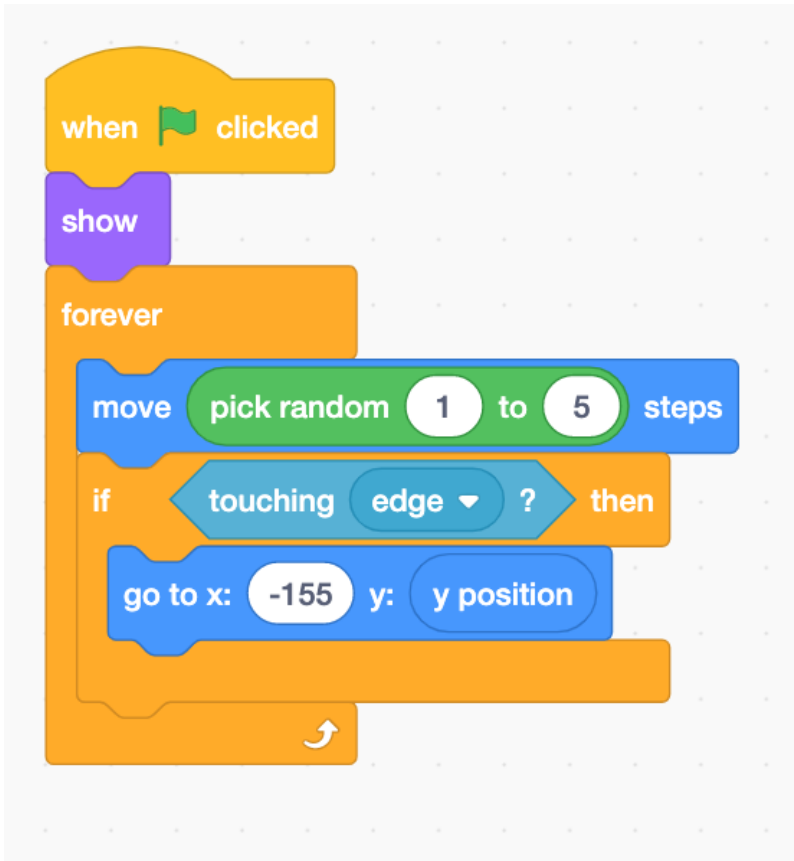 when clicked
show
forever
move pick random 1 to 5 steps
if touching edge ? then
go to x: -155 y: y position